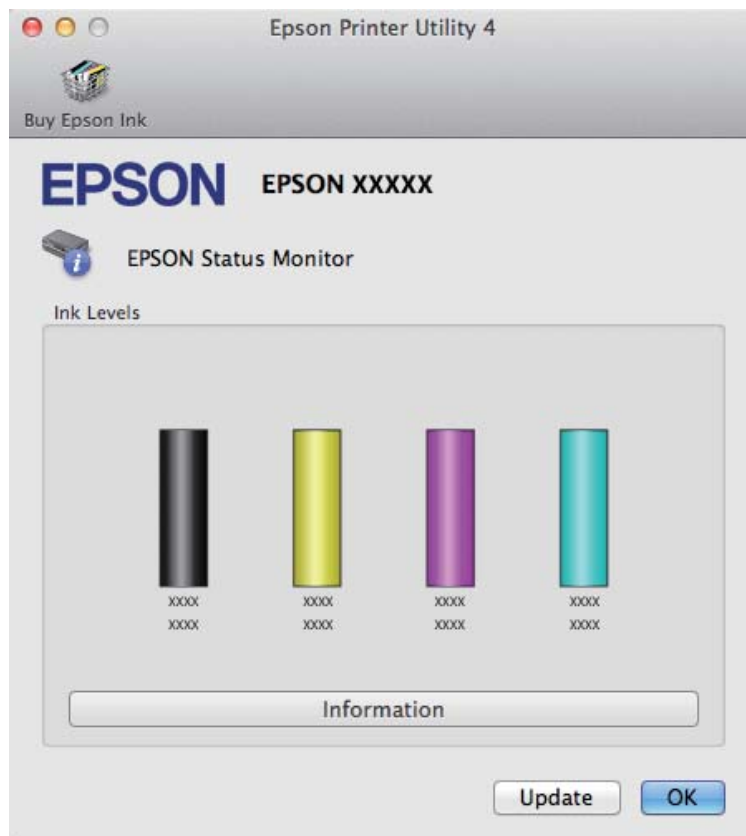 Epson Printer Utility 4
Buy Epson Ink
EPSON EPSON XXXXX
EPSON Status Monitor
Ink Levels
xxxx xxxx xxxx xxxx
xxxx xxxx xxxx xxxx
Information
Update OK